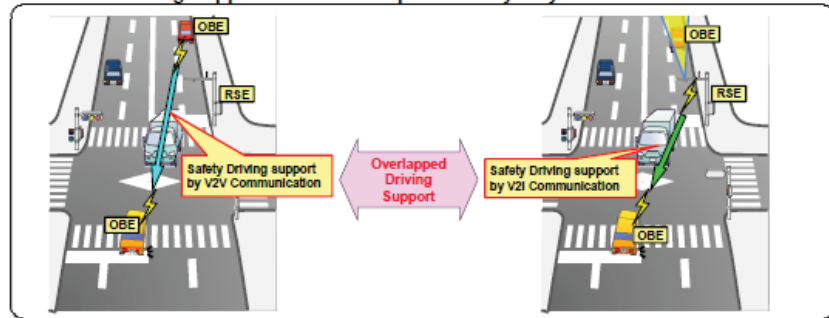 OBE
RSE
Safety Driving support
by V2V Communication
OBE
Overlapped
Driving
Support
OBE
RSE
Safety Driving support
by V2I Communication
OBE